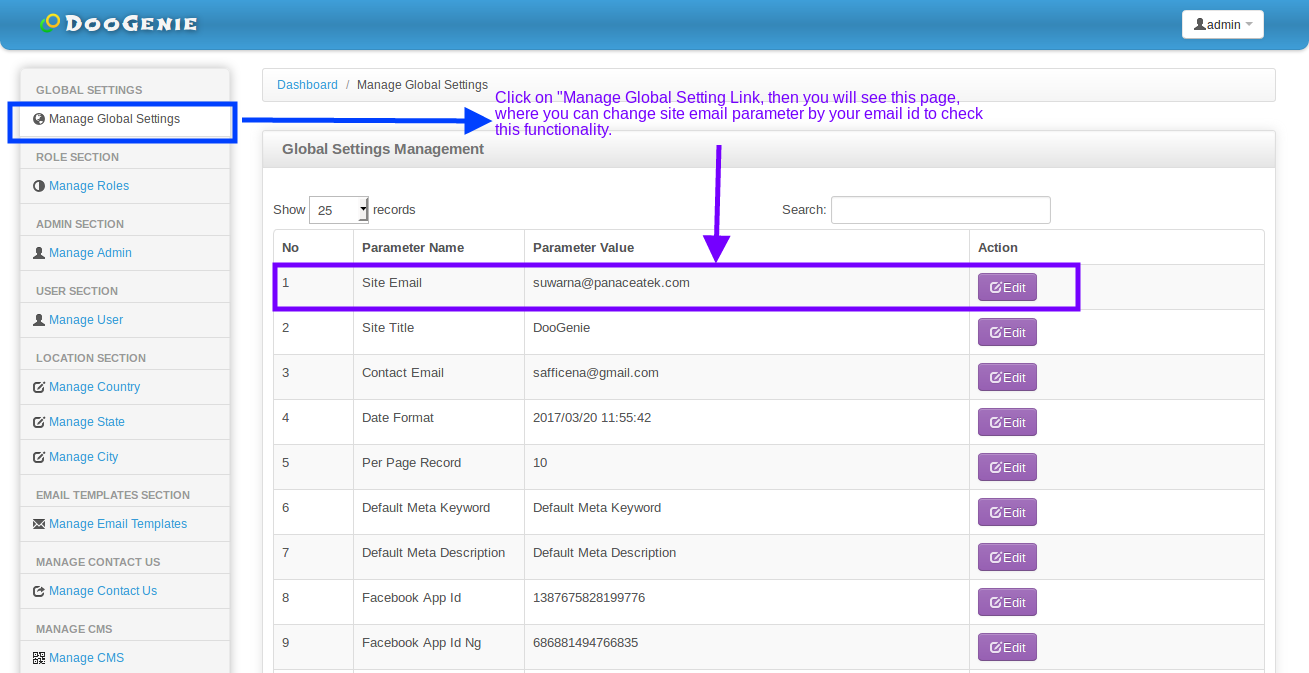 DooGenie
admin
GLOBAL SETTINGS
Manage Global Settings
ROLE SECTION
Manage Roles
ADMIN SECTION
Manage Admin
USER SECTION
Manage User
LOCATION SECTION
Manage Country
Manage State
Manage City
EMAIL TEMPLATES SECTION
Manage Email Templates
MANAGE CONTACT US
Manage Contact Us
MANAGE CMS
Manage CMS
Dashboard / Manage Global Settings
Click on "Manage Global Setting Link, then you will see this page,
where you can change site email parameter by your email id to check
this functionality.
Global Settings Management
Show 25 records Search:
No Parameter Name Parameter Value Action
1 Site Email suwarna@panaceatek.com Edit
2 Site Title DooGenie Edit
3 Contact Email safficena@gmail.com Edit
4 Date Format 2017/03/20 11:55:42 Edit
5 Per Page Record 10 Edit
6 Default Meta Keyword Default Meta Keyword Edit
7 Default Meta Description Default Meta Description Edit
8 Facebook App Id 1387675828199776 Edit
9 Facebook App Id Ng 686881494766835 Edit